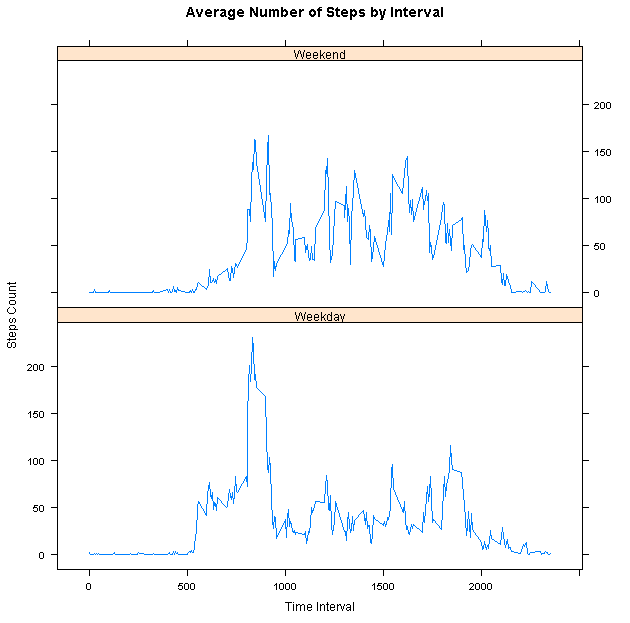 Average Number of Steps by Interval
Weekend
200
150
100
50
0
Weekday
200
150
100
50
0
Steps Count
0 500 1000 1500 2000
Time Interval